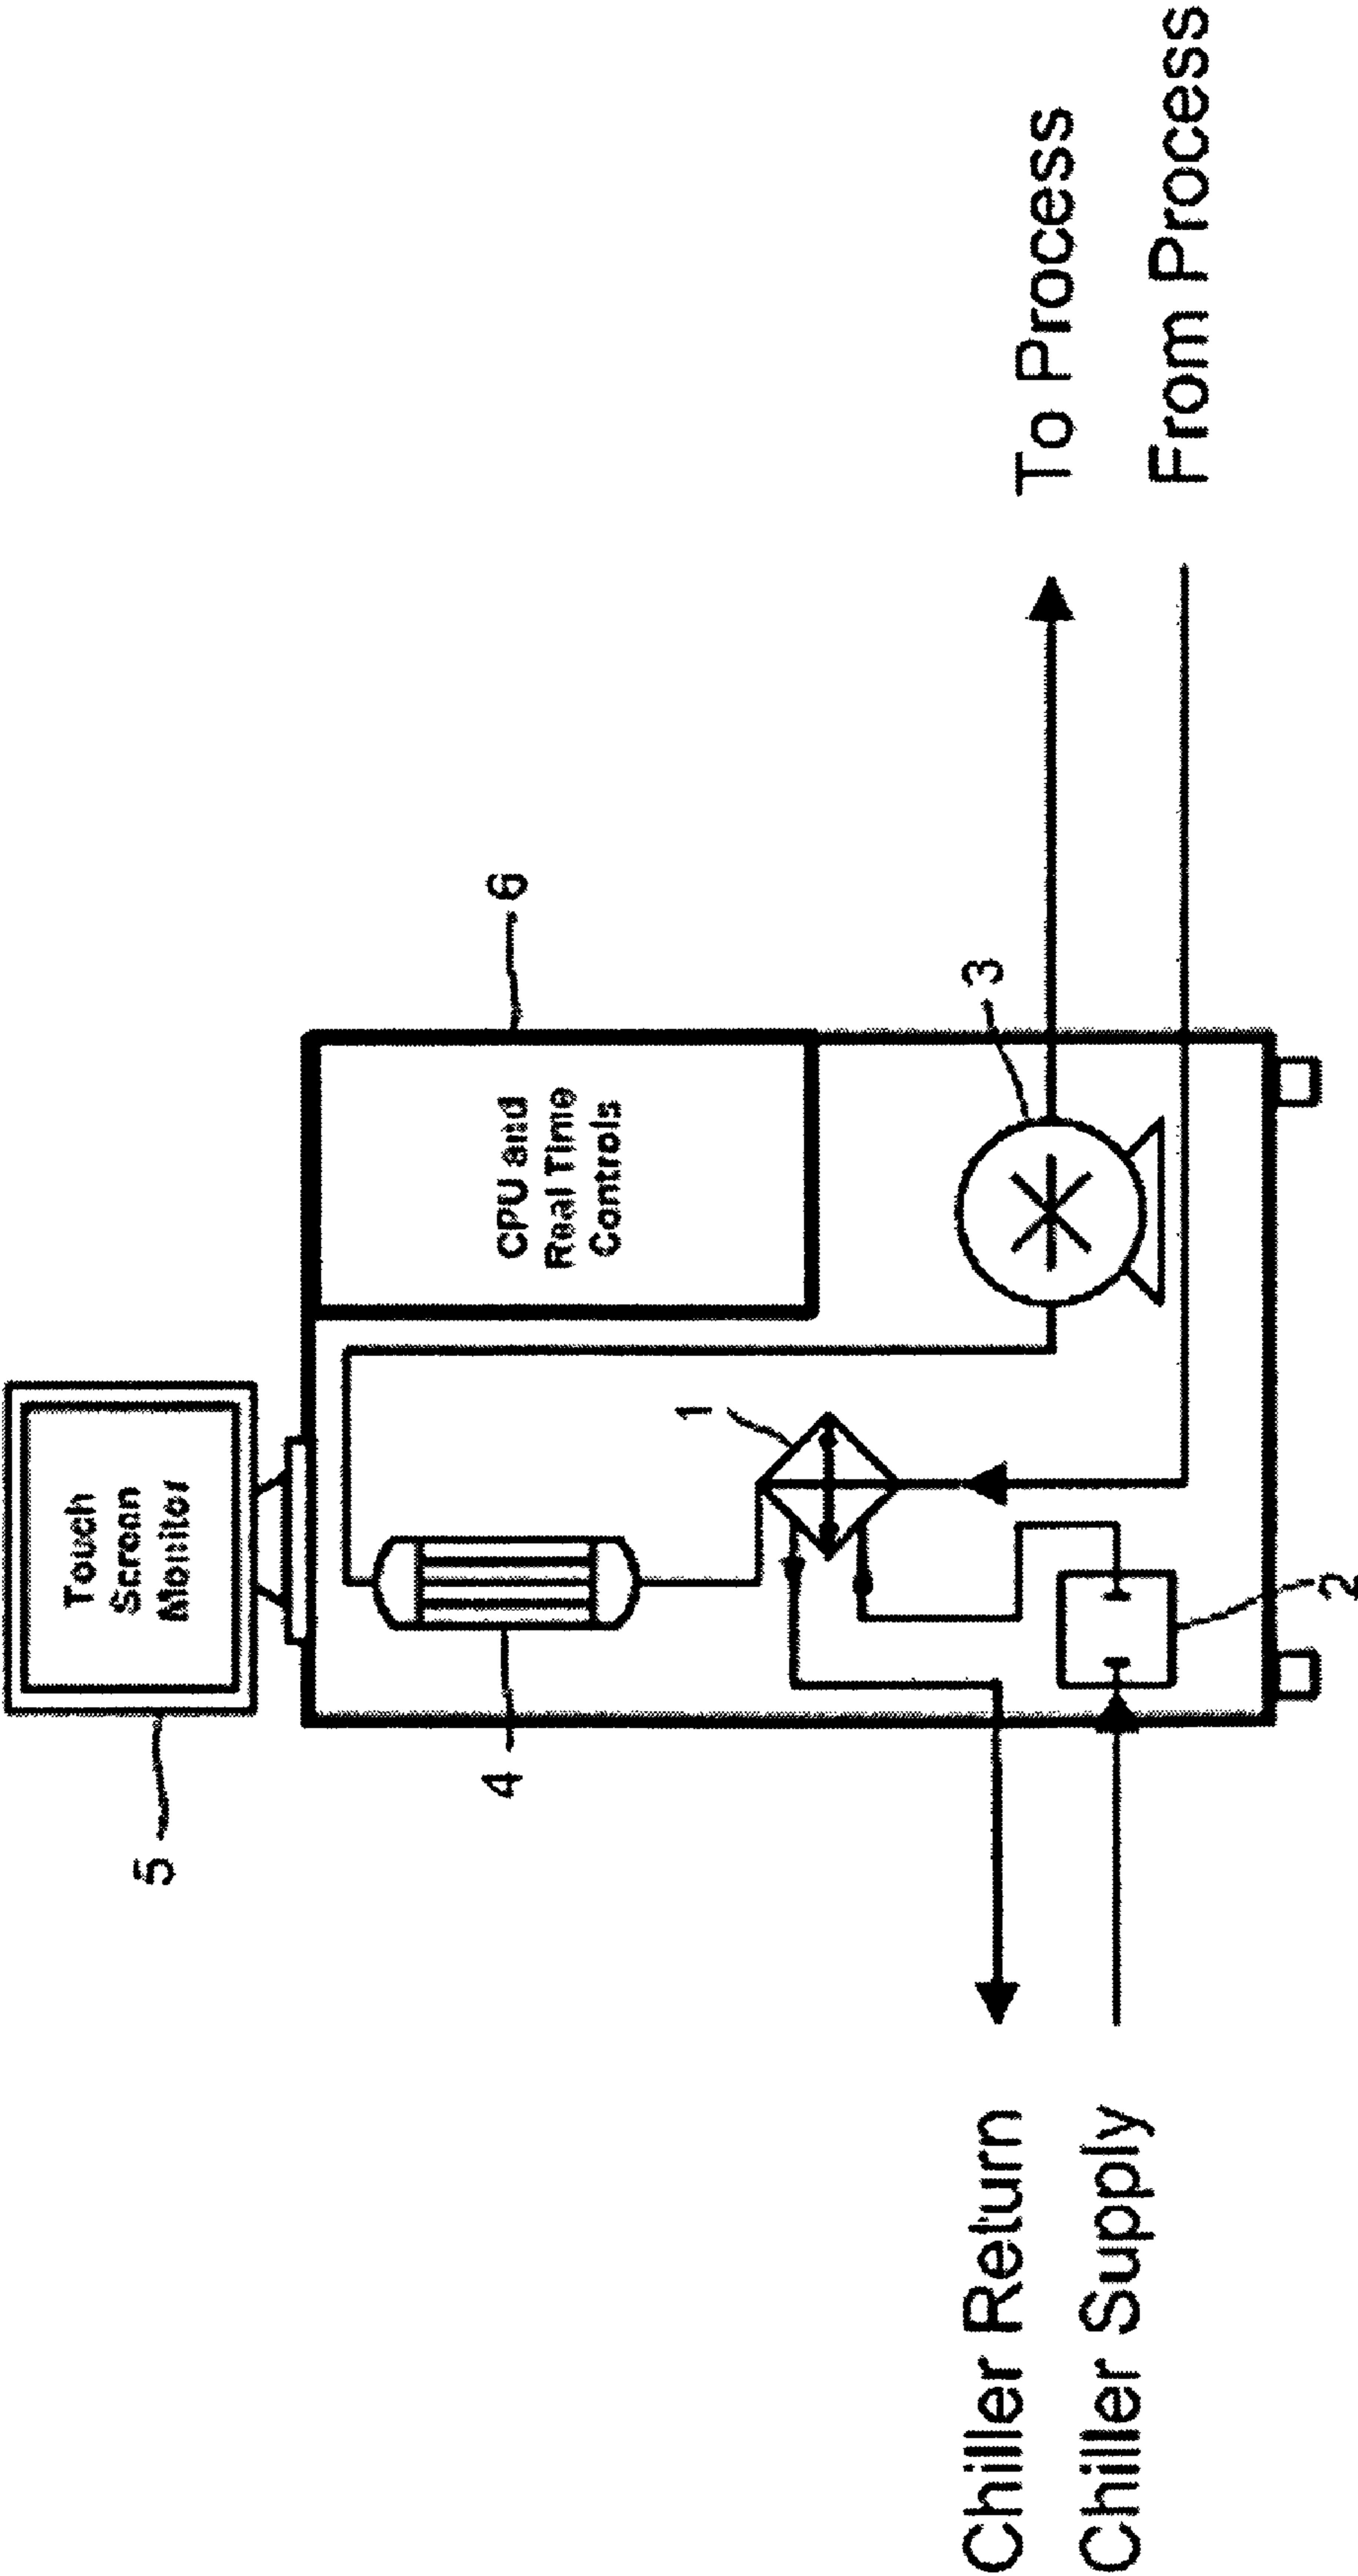 Touch
Screen
Monitor
5
CPU and
Real Time
Controls
6
4
1
3
2
To Process
From Process
Chiller Return
Chiller Supply